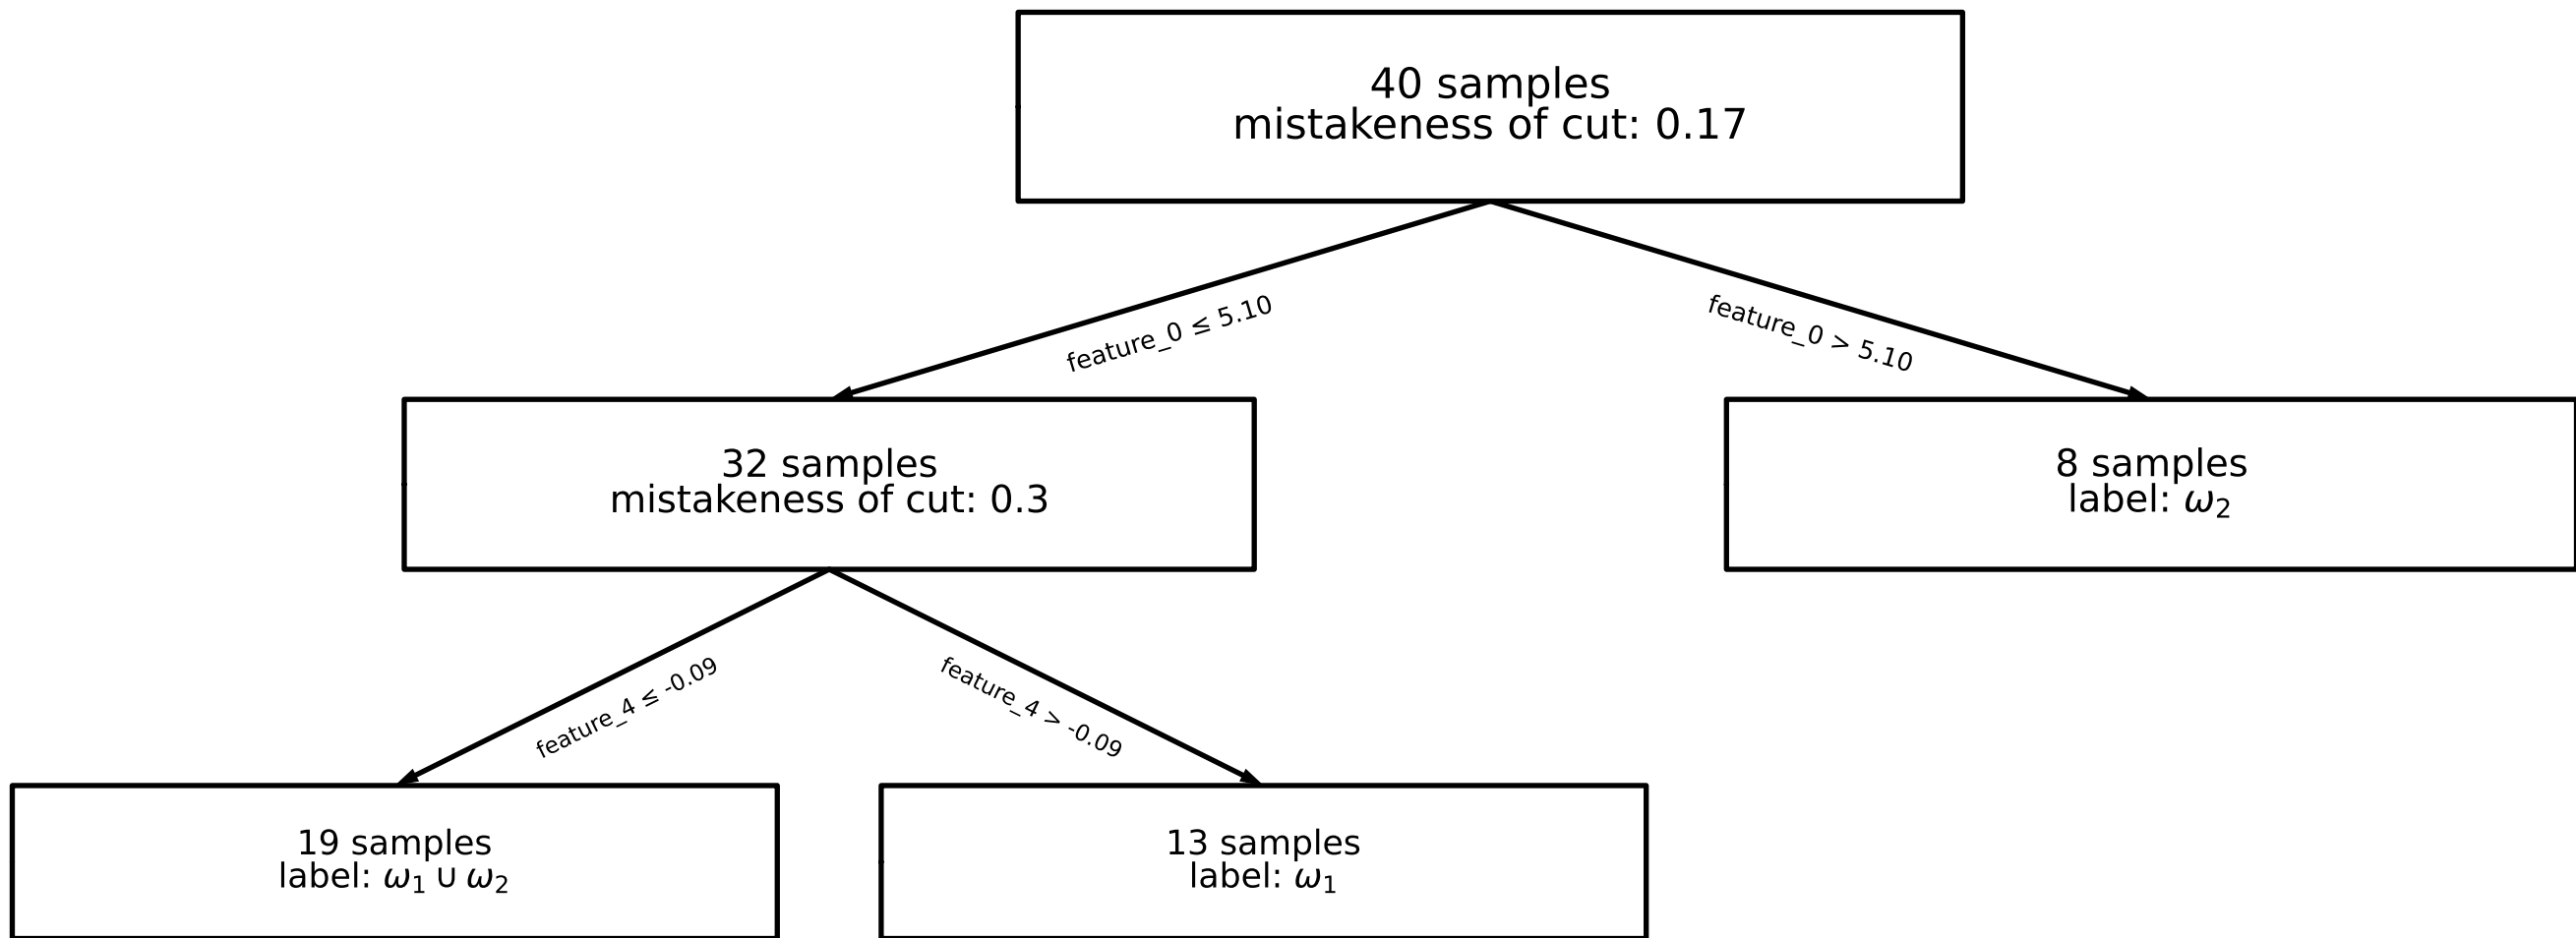 40 samples
mistakeness of cut: 0.17
feature_0 ≤ 5.10
feature_0 > 5.10
32 samples
mistakeness of cut: 0.3
8 samples
label: ω₂
feature_4 ≤ -0.09
feature_4 > -0.09
19 samples
label: ω₁ ∪ ω₂
13 samples
label: ω₁